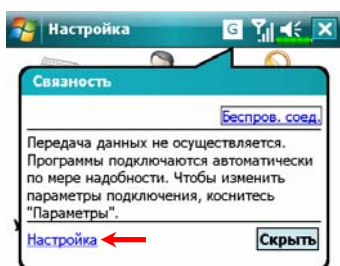 Настройка
G
Связность
Беспров. соед.
Передача данных не осуществляется.
Программы подключаются автоматически
по мере надобности. Чтобы изменить
параметры подключения, коснитесь
"Параметры".
Настройка
Скрыть